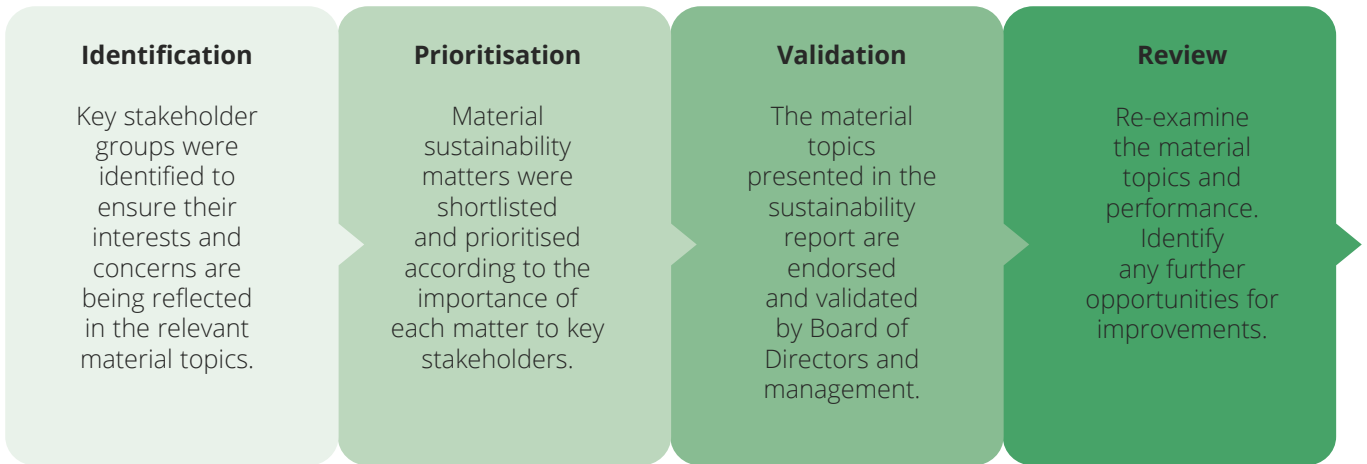 Identification
Key stakeholder
groups were
identified to
ensure their
interests and
concerns are
being reflected
in the relevant
material topics.
Prioritisation
Material
sustainability
matters were
shortlisted
and prioritised
according to the
importance of
each matter to key
stakeholders.
Validation
The material
topics
presented in the
sustainability
report are
endorsed
and validated
by Board of
Directors and
management.
Review
Re-examine
the material
topics and
performance.
Identify
any further
opportunities for
improvements.